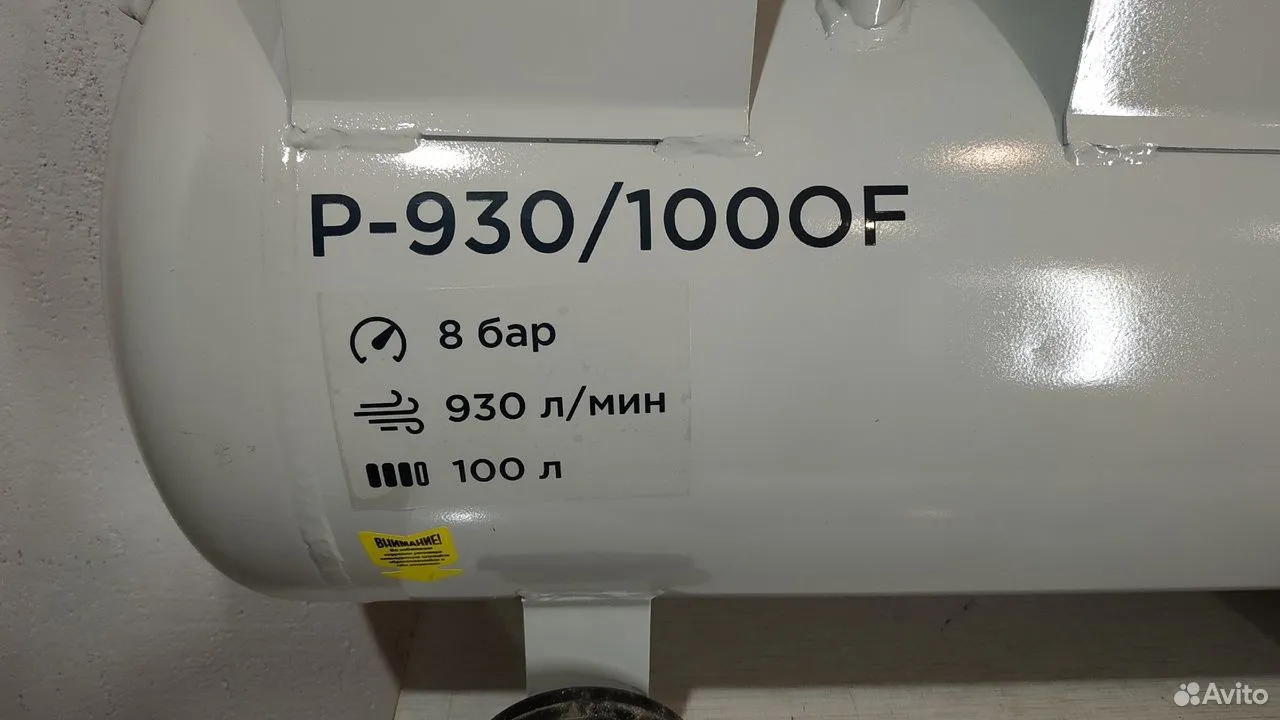 P-930/100OF
8 бар
930 л/мин
100 л
ВНИМАНИЕ!
Avito